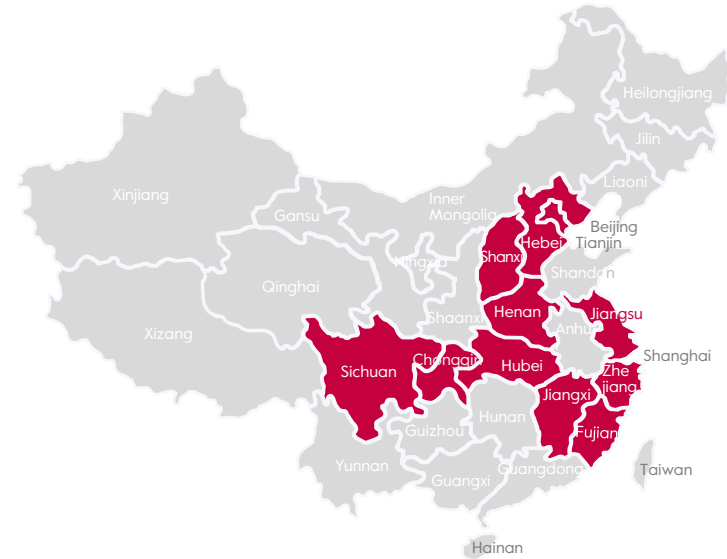 Heilongjiang
Jilin
Liaoni
Xinjiang
Inner
Mongolia
Gansu
Beijing
Tianjin
Hebei
Shanxi
Ningxia
Shandon
Qinghai
Henan
Jiangsu
Shaanxi
Anhui
Xizang
Shanghai
Chongqin
Hubei
Sichuan
Zhe
jiang
Jiangxi
Hunan
Guizhou
Fujian
Yunnan
Guangdong
Taiwan
Guangxi
Hainan